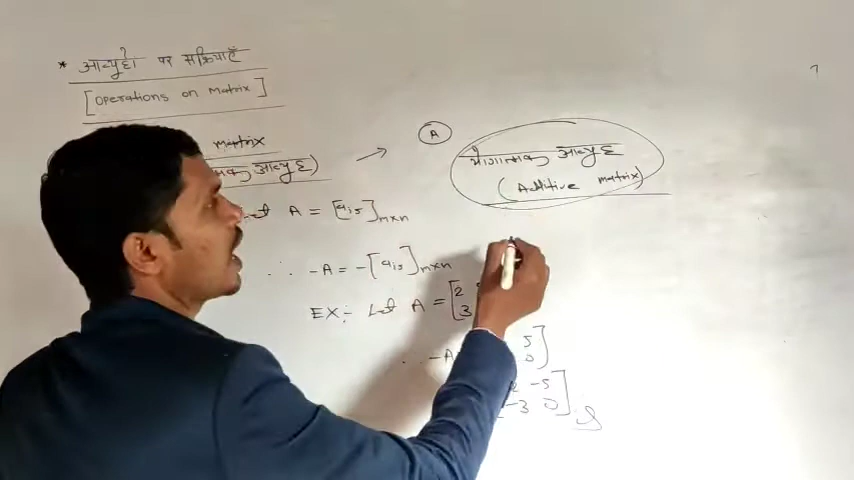 * आव्यूहों पर संक्रियाएँ
[Operations on Matrix]
matrix
आव्यूह)
A = [aij]m×n
∴ -A = -[aij]m×n
EX:- Let A = [2
3
-A
5
0]
-5
-3 0]
→ (A)
योगात्मक आव्यूह
(Additive matrix)